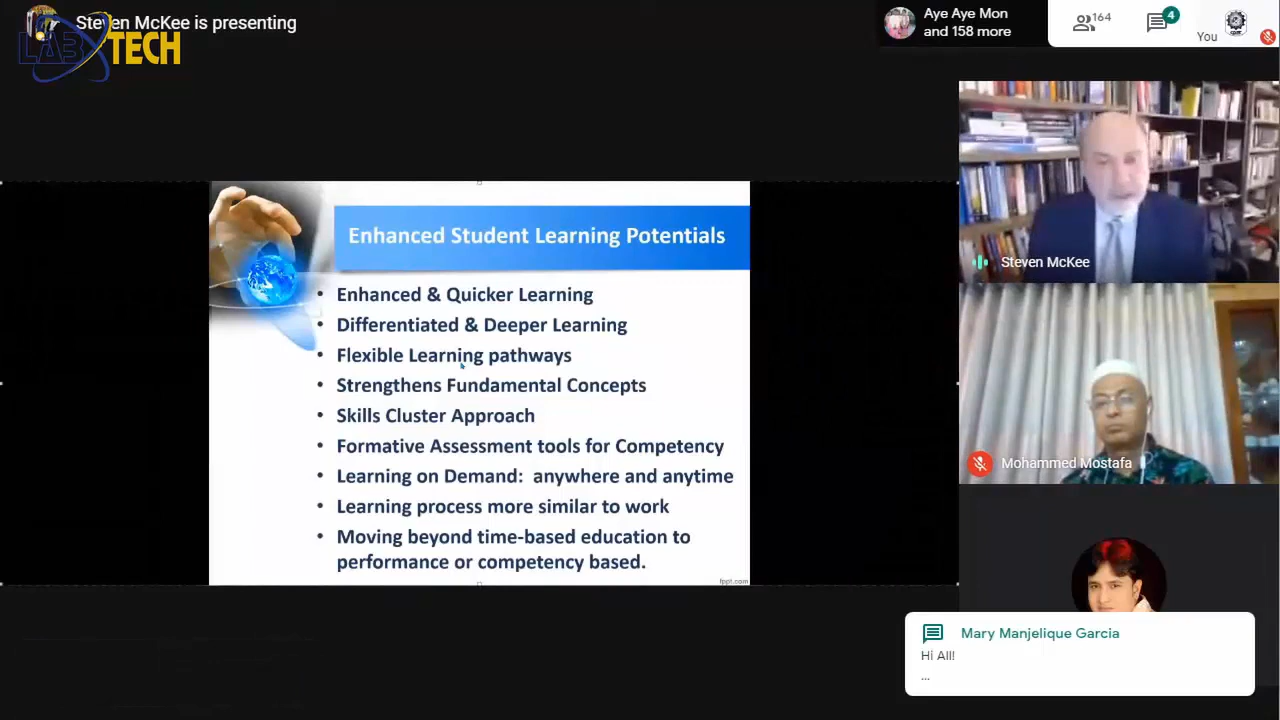 Steven McKee is presenting
LABTECH
Aye Aye Mon
and 158 more
164
4
You
Enhanced Student Learning Potentials
• Enhanced & Quicker Learning
• Differentiated & Deeper Learning
• Flexible Learning pathways
• Strengthens Fundamental Concepts
• Skills Cluster Approach
• Formative Assessment tools for Competency
• Learning on Demand:  anywhere and anytime
• Learning process more similar to work
• Moving beyond time-based education to
performance or competency based.
fppt.com
Steven McKee
Mohammed Mostafa
Mary Manjelique Garcia
Hi All!
...